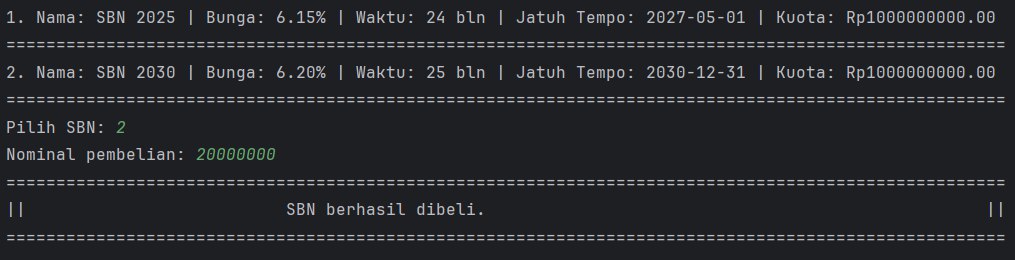 1. Nama: SBN 2025 | Bunga: 6.15% | Waktu: 24 bln | Jatuh Tempo: 2027-05-01 | Kuota: Rp1000000000.00
====================================================================================================
2. Nama: SBN 2030 | Bunga: 6.20% | Waktu: 25 bln | Jatuh Tempo: 2030-12-31 | Kuota: Rp1000000000.00
====================================================================================================
Pilih SBN: 2
Nominal pembelian: 20000000
====================================================================================================
||                          SBN berhasil dibeli.                                                  ||
====================================================================================================